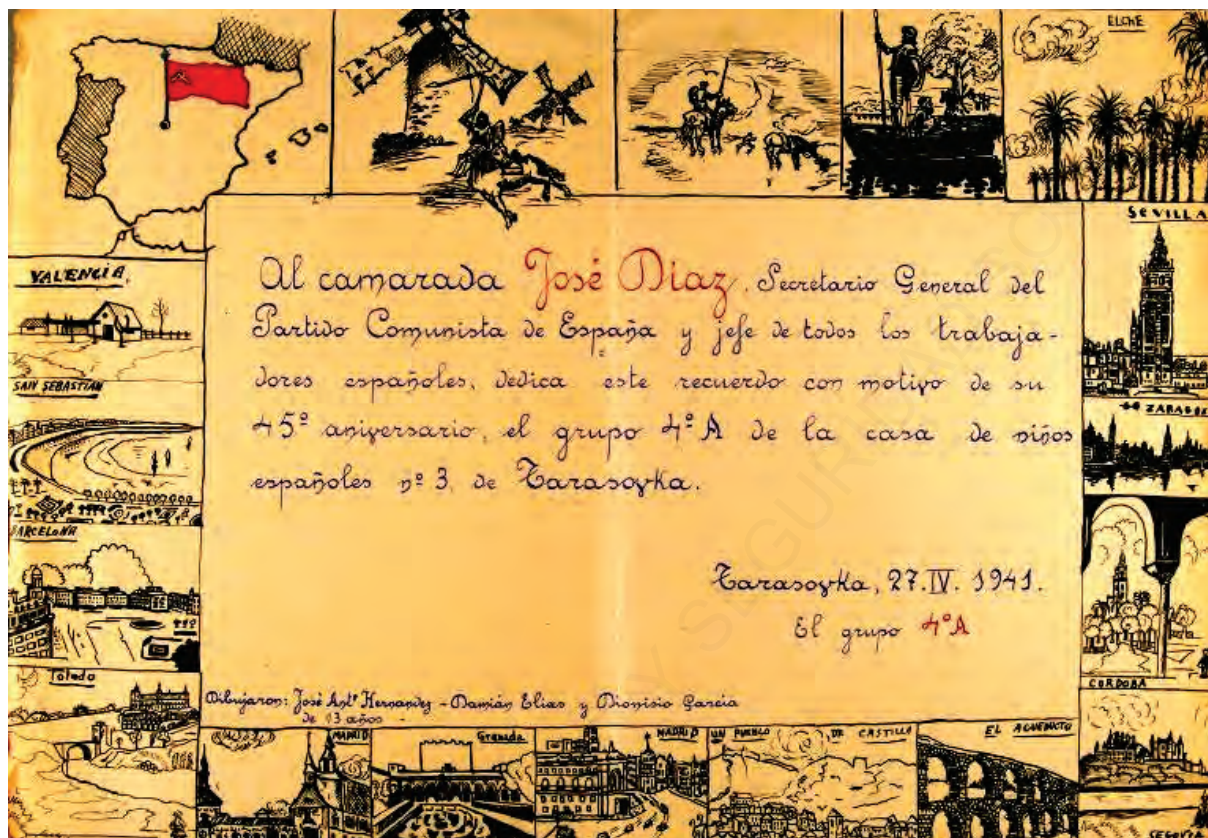 ELCHE
SEVILLA
VALENCIA.
Al camarada José Diaz, Secretario General del
Partido Comunista de España y jefe de todos los trabaja-
dores españoles, dedica este recuerdo con motivo de su
45º aniversario, el grupo 4º A de la casa de niños
españoles nº 3, de Tarasovka.
SAN SEBASTIAN
ZARAGOZ
BARCELONA
Tarasovka, 27.IV. 1941.
El grupo 4ºA
Toledo
CORDOBA
Dibujaron: José Antº Hernandez - Damián Elias y Dionisio García
de 13 años -
MADRID
Granada
MADRID
UN PUEBLO DE CASTILLA
EL ACUEDUCTO
SEGOVIA